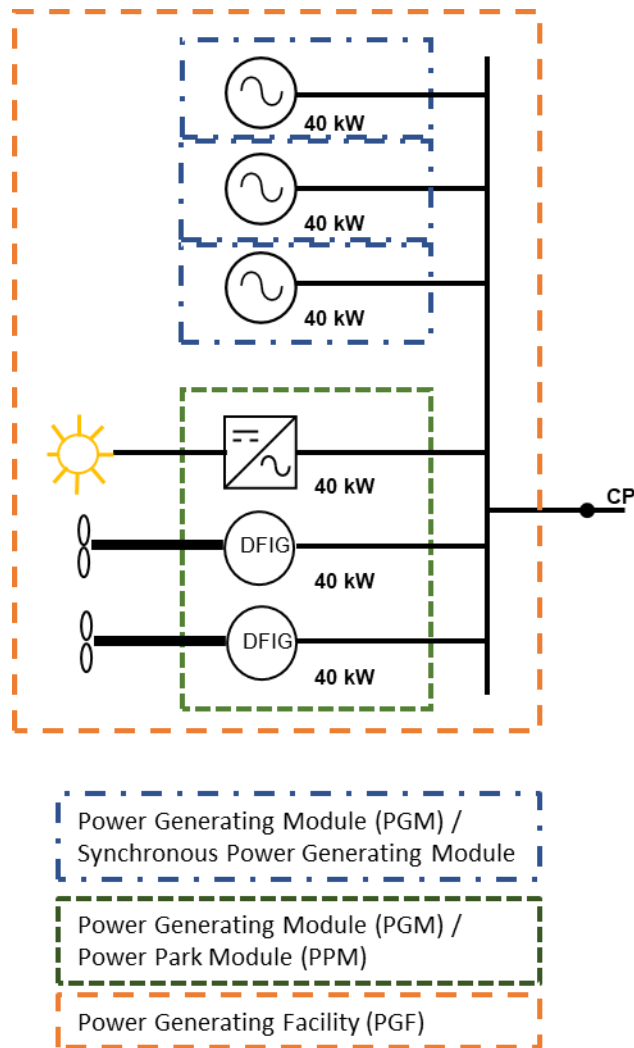 40 kW
40 kW
40 kW
40 kW
CP
DFIG
40 kW
DFIG
40 kW
Power Generating Module (PGM) /
Synchronous Power Generating Module
Power Generating Module (PGM) /
Power Park Module (PPM)
Power Generating Facility (PGF)